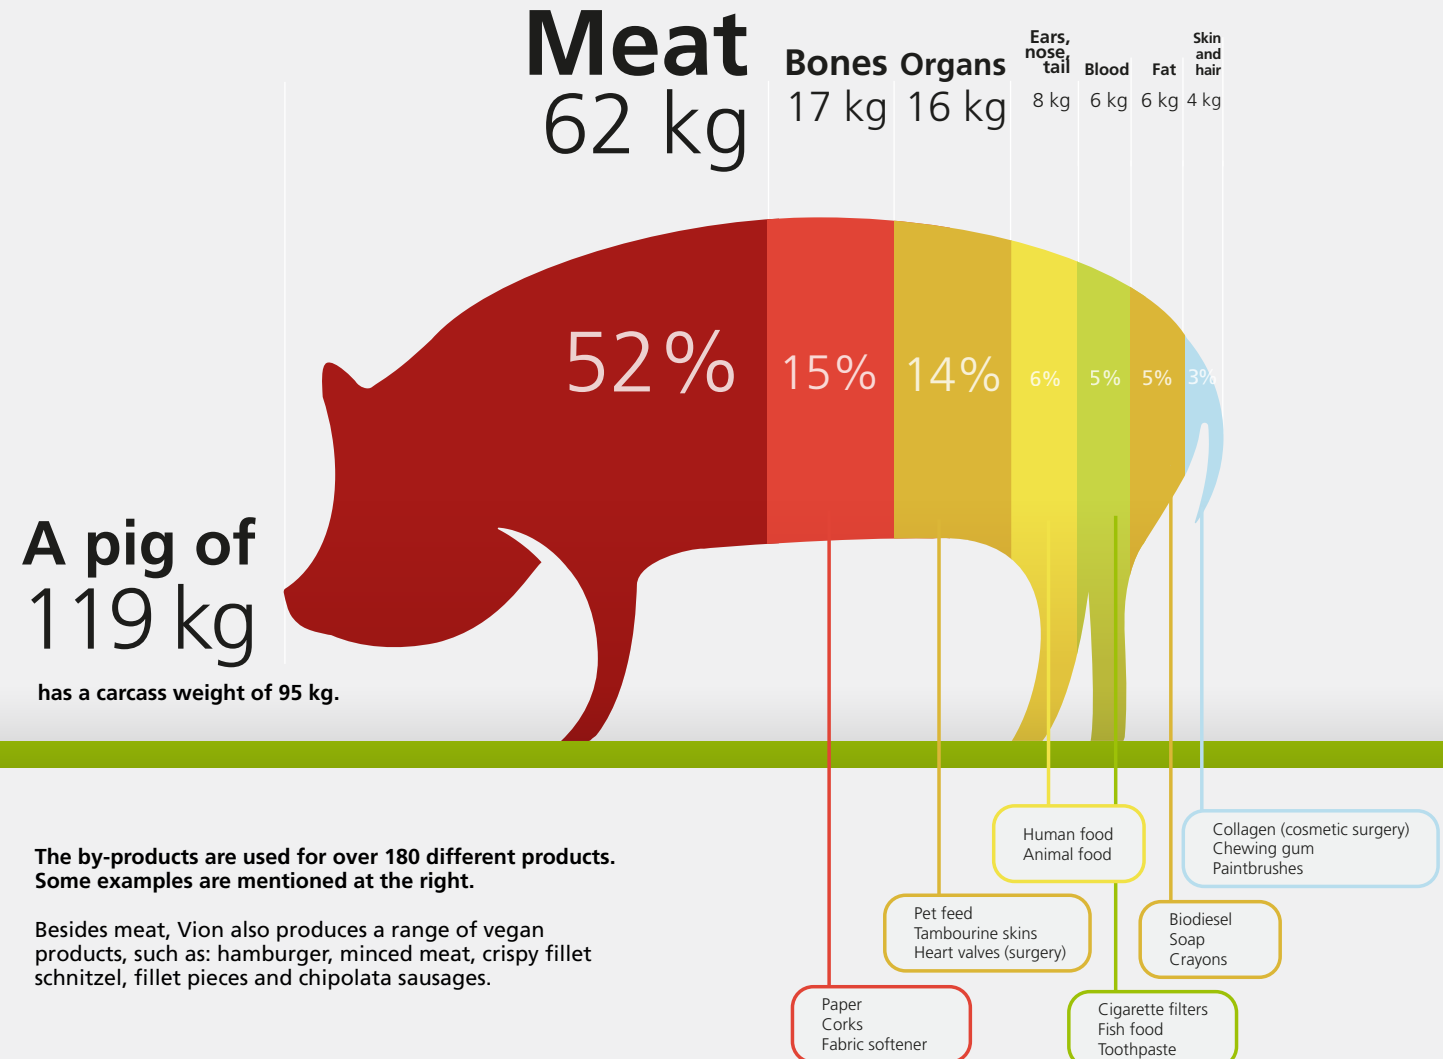 Meat
62 kg
Bones
17 kg
Organs
16 kg
Ears,
nose,
tail
8 kg
Blood
6 kg
Fat
6 kg
Skin
and
hair
4 kg
52%
15%
14%
6%
5%
5%
3%
A pig of
119 kg
has a carcass weight of 95 kg.
The by-products are used for over 180 different products.
Some examples are mentioned at the right.
Besides meat, Vion also produces a range of vegan
products, such as: hamburger, minced meat, crispy fillet
schnitzel, fillet pieces and chipolata sausages.
Human food
Animal food
Collagen (cosmetic surgery)
Chewing gum
Paintbrushes
Pet feed
Tambourine skins
Heart valves (surgery)
Biodiesel
Soap
Crayons
Paper
Corks
Fabric softener
Cigarette filters
Fish food
Toothpaste